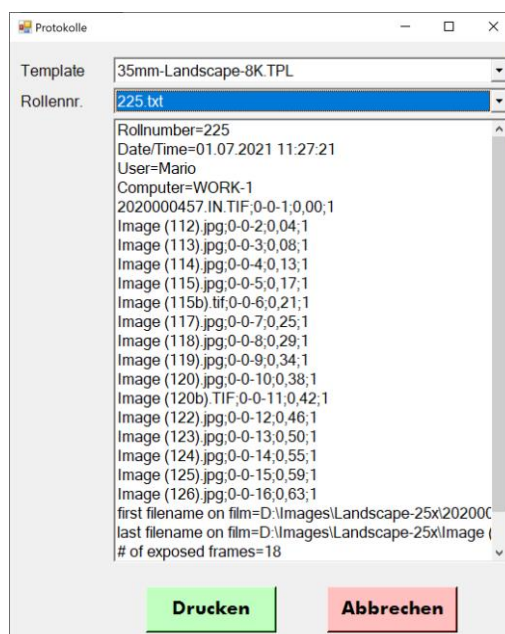 Protokolle
Template
35mm-Landscape-8K.TPL
Rollennr.
225.txt
Rollnumber=225
Date/Time=01.07.2021 11:27:21
User=Mario
Computer=WORK-1
2020000457.IN.TIF;0-0-1;0,00;1
Image (112).jpg;0-0-2;0,04;1
Image (113).jpg;0-0-3;0,08;1
Image (114).jpg;0-0-4;0,13;1
Image (115).jpg;0-0-5;0,17;1
Image (115b).tif;0-0-6;0,21;1
Image (117).jpg;0-0-7;0,25;1
Image (118).jpg;0-0-8;0,29;1
Image (119).jpg;0-0-9;0,34;1
Image (120).jpg;0-0-10;0,38;1
Image (120b).TIF;0-0-11;0,42;1
Image (122).jpg;0-0-12;0,46;1
Image (123).jpg;0-0-13;0,50;1
Image (124).jpg;0-0-14;0,55;1
Image (125).jpg;0-0-15;0,59;1
Image (126).jpg;0-0-16;0,63;1
first filename on film=D:\Images\Landscape-25x\20200
last filename on film=D:\Images\Landscape-25x\Image (
# of exposed frames=18
Drucken
Abbrechen